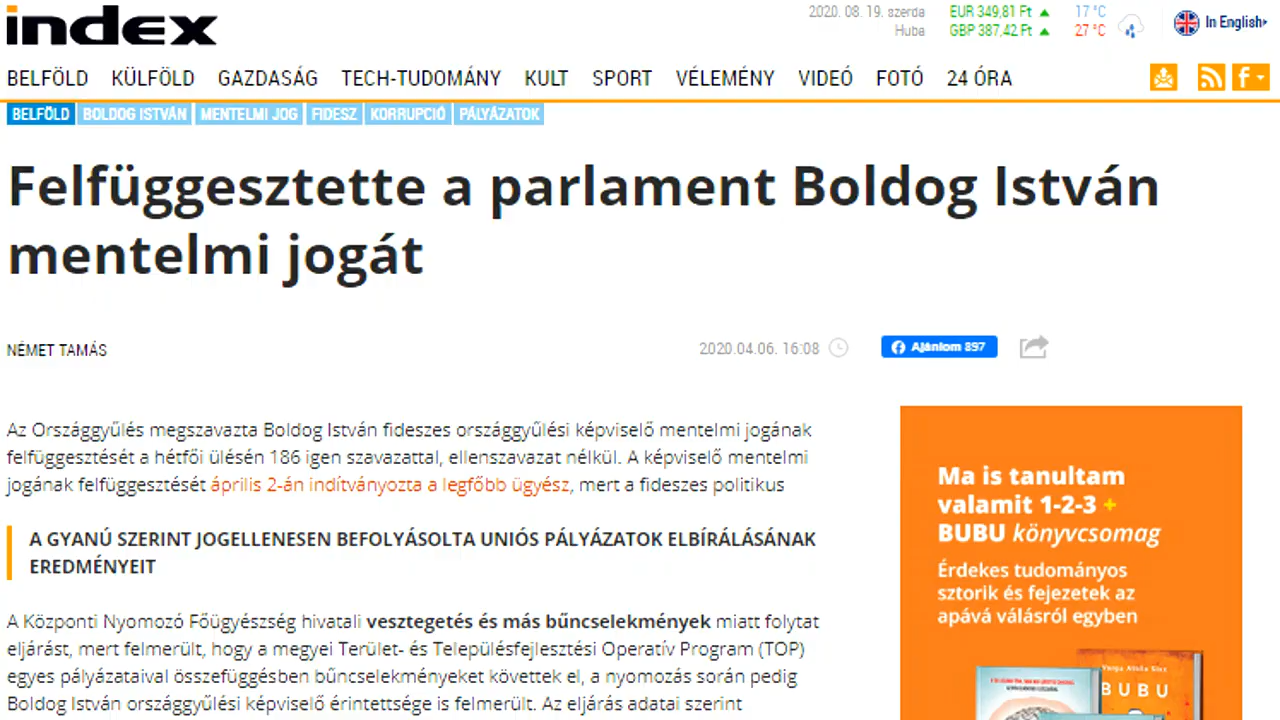 index
2020. 08. 19. szerda
Huba
EUR 349,81 Ft
GBP 387,42 Ft
17 °C
27 °C
In English
BELFÖLD KÜLFÖLD GAZDASÁG TECH-TUDOMÁNY KULT SPORT VÉLEMÉNY VIDEÓ FOTÓ 24 ÓRA
BELFÖLD BOLDOG ISTVÁN MENTELMI JOG FIDESZ KORRUPCIÓ PÁLYÁZATOK
Felfüggesztette a parlament Boldog István
mentelmi jogát
NÉMET TAMÁS
2020.04.06. 16:08
Ajánlom 897
Az Országgyűlés megszavazta Boldog István fideszes országgyűlési képviselő mentelmi jogának
felfüggesztését a hétfői ülésén 186 igen szavazattal, ellenszavazat nélkül. A képviselő mentelmi
jogának felfüggesztését április 2-án indítványozta a legfőbb ügyész, mert a fideszes politikus
A GYANÚ SZERINT JOGELLENESEN BEFOLYÁSOLTA UNIÓS PÁLYÁZATOK ELBÍRÁLÁSÁNAK
EREDMÉNYEIT
A Központi Nyomozó Főügyészség hivatali vesztegetés és más bűncselekmények miatt folytat
eljárást, mert felmerült, hogy a megyei Terület- és Településfejlesztési Operatív Program (TOP)
egyes pályázataival összefüggésben bűncselekményeket követtek el, a nyomozás során pedig
Boldog István országgyűlési képviselő érintettsége is felmerült. Az eljárás adatai szerint
Ma is tanultam
valamit 1-2-3 +
BUBU könyvcsomag
Érdekes tudományos
sztorik és fejezetek az
apává válásról egyben
BUBU